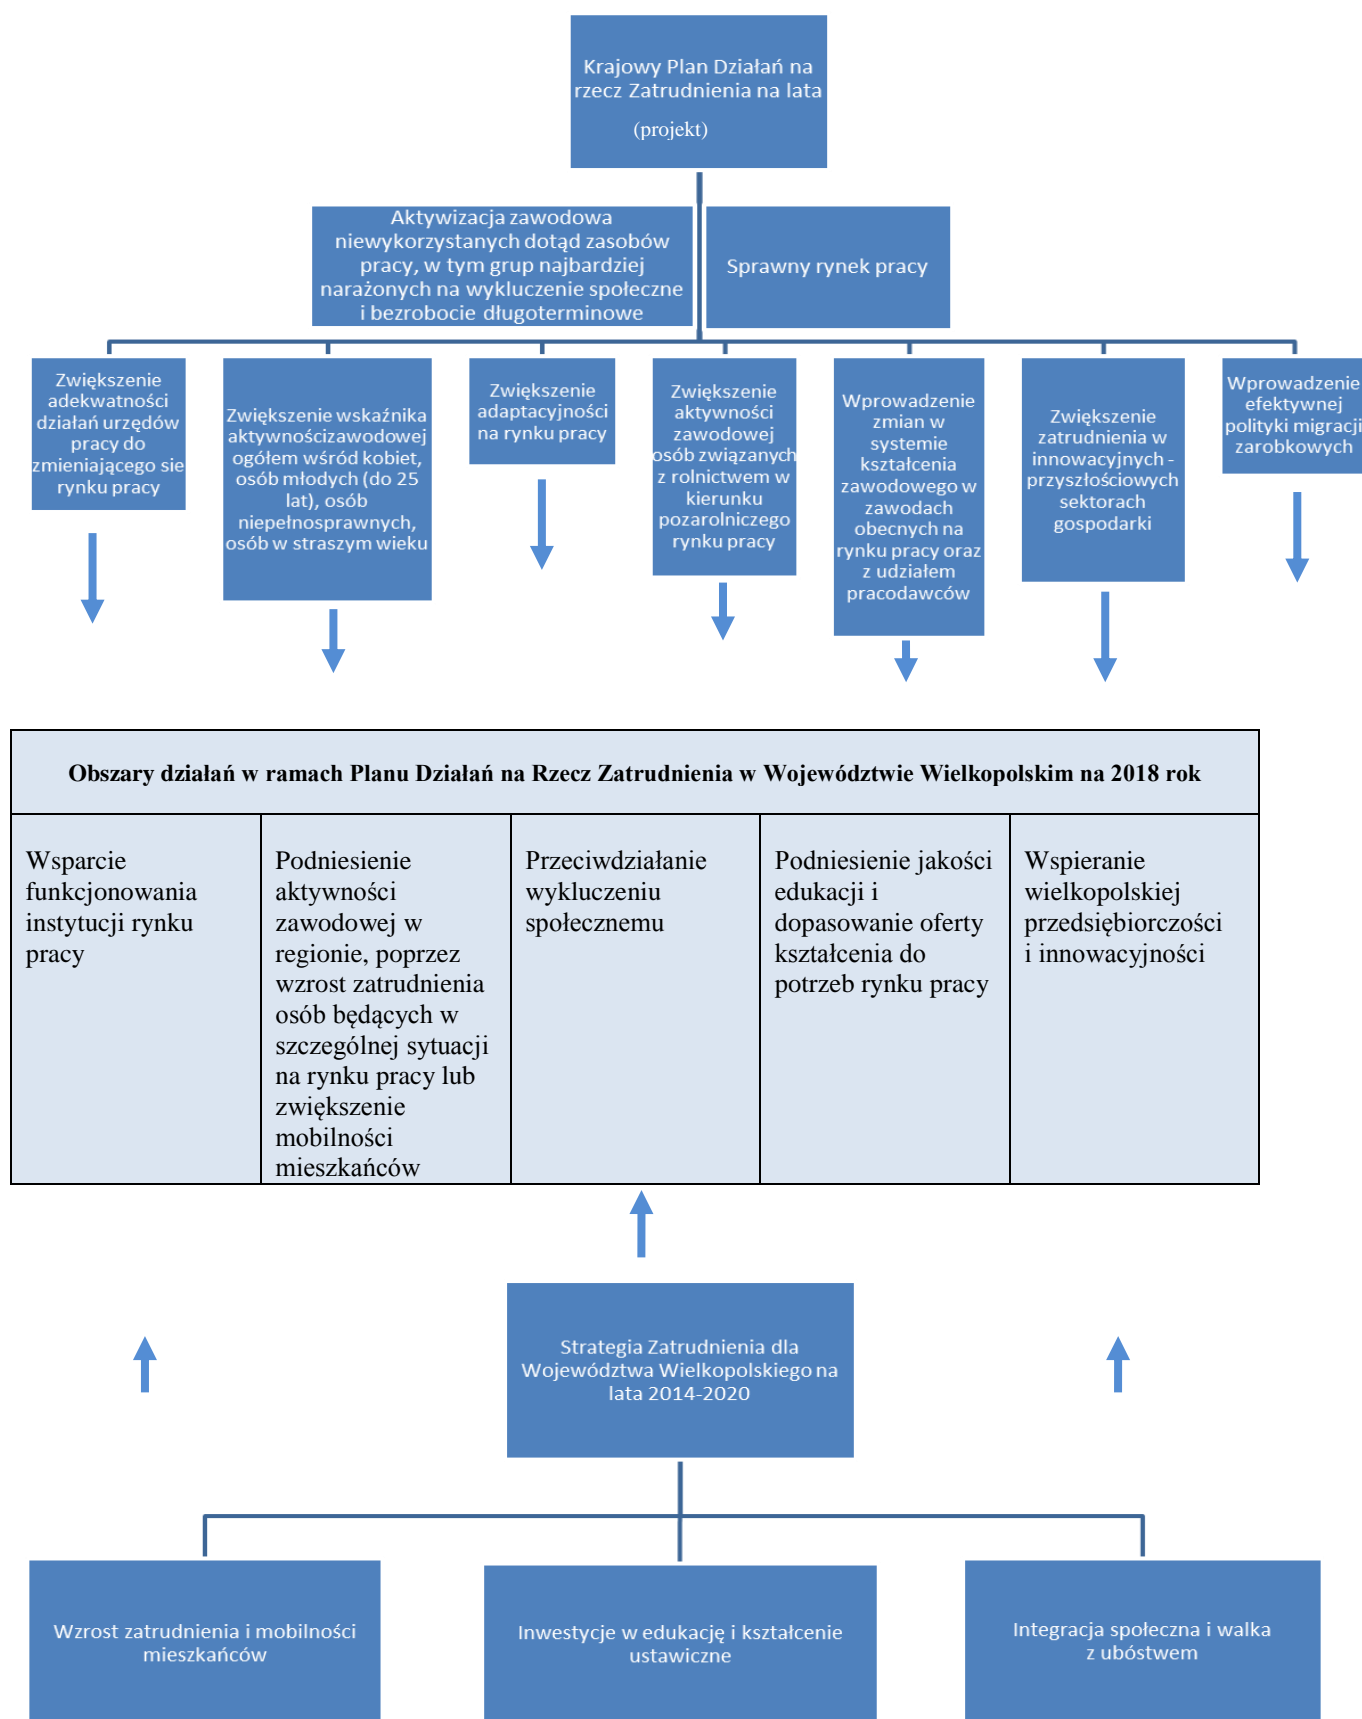 Krajowy Plan Działań na
rzecz Zatrudnienia na lata
(projekt)
Aktywizacja zawodowa
niewykorzystanych dotąd zasobów
pracy, w tym grup najbardziej
narażonych na wykluczenie społeczne
i bezrobocie długoterminowe
Sprawny rynek pracy
Zwiększenie
adekwatności
działań urzędów
pracy do
zmieniającego sie
rynku pracy
Zwiększenie wskaźnika
aktywnościzawodowej
ogółem wśród kobiet,
osób młodych (do 25
lat), osób
niepełnosprawnych,
osób w straszym wieku
Zwiększenie
adaptacyjności
na rynku pracy
Zwiększenie
aktywności
zawodowej
osób związanych
z rolnictwem w
kierunku
pozarolniczego
rynku pracy
Wprowadzenie
zmian w
systemie
kształcenia
zawodowego w
zawodach
obecnych na
rynku pracy oraz
z udziałem
pracodawców
Zwiększenie
zatrudnienia w
innowacyjnych -
przyszłościowych
sektorach
gospodarki
Wprowadzenie
efektywnej
polityki migracji
zarobkowych
Obszary działań w ramach Planu Działań na Rzecz Zatrudnienia w Województwie Wielkopolskim na 2018 rok
Wsparcie
funkcjonowania
instytucji rynku
pracy
Podniesienie
aktywności
zawodowej w
regionie, poprzez
wzrost zatrudnienia
osób będących w
szczególnej sytuacji
na rynku pracy lub
zwiększenie
mobilności
mieszkańców
Przeciwdziałanie
wykluczeniu
społecznemu
Podniesienie jakości
edukacji i
dopasowanie oferty
kształcenia do
potrzeb rynku pracy
Wspieranie
wielkopolskiej
przedsiębiorczości
i innowacyjności
Strategia Zatrudnienia dla
Województwa Wielkopolskiego na
lata 2014-2020
Wzrost zatrudnienia i mobilności
mieszkańców
Inwestycje w edukację i kształcenie
ustawiczne
Integracja społeczna i walka
z ubóstwem